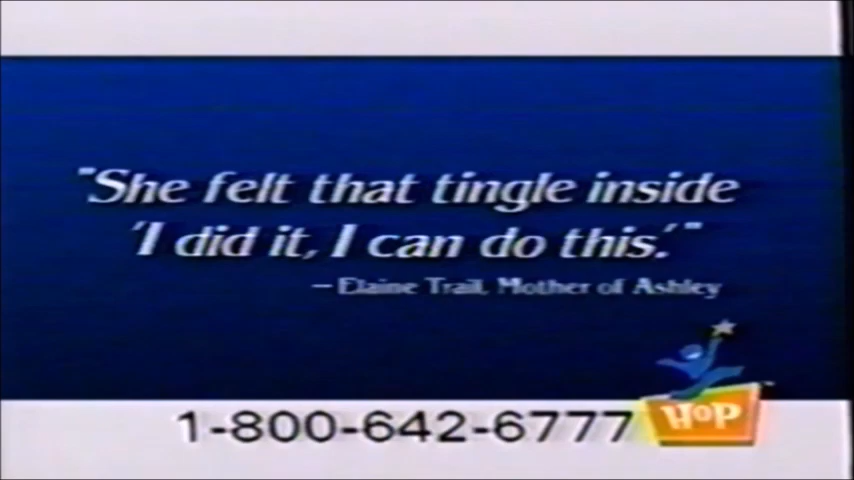 "She felt that tingle inside
'I did it, I can do this.'"
– Elaine Trail, Mother of Ashley
1-800-642-6777
HOP
™